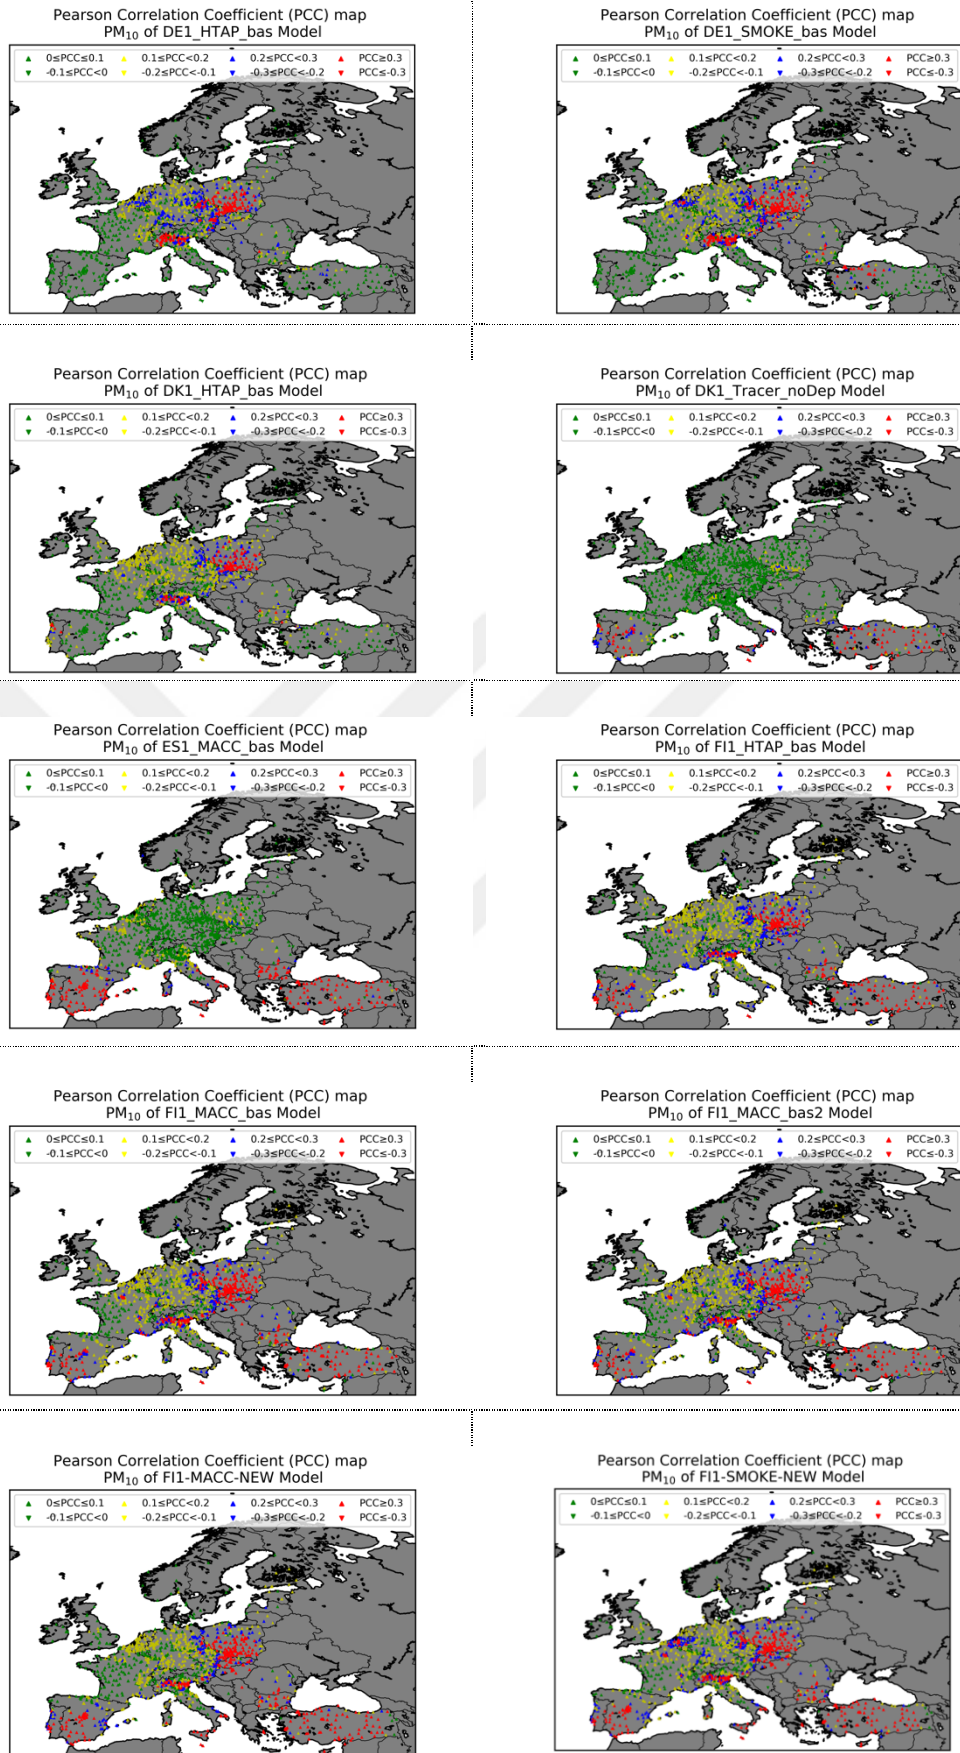 Pearson Correlation Coefficient (PCC) map
PM₁₀ of DE1_HTAP_bas Model
0≤PCC≤0.1 0.1≤PCC<0.2 0.2≤PCC<0.3 PCC≥0.3
-0.1≤PCC<0 -0.2≤PCC<-0.1 -0.3≤PCC<-0.2 PCC≤-0.3
Pearson Correlation Coefficient (PCC) map
PM₁₀ of DE1_SMOKE_bas Model
0≤PCC≤0.1 0.1≤PCC<0.2 0.2≤PCC<0.3 PCC≥0.3
-0.1≤PCC<0 -0.2≤PCC<-0.1 -0.3≤PCC<-0.2 PCC≤-0.3
Pearson Correlation Coefficient (PCC) map
PM₁₀ of DK1_HTAP_bas Model
0≤PCC≤0.1 0.1≤PCC<0.2 0.2≤PCC<0.3 PCC≥0.3
-0.1≤PCC<0 -0.2≤PCC<-0.1 -0.3≤PCC<-0.2 PCC≤-0.3
Pearson Correlation Coefficient (PCC) map
PM₁₀ of DK1_Tracer_noDep Model
0≤PCC≤0.1 0.1≤PCC<0.2 0.2≤PCC<0.3 PCC≥0.3
-0.1≤PCC<0 -0.2≤PCC<-0.1 -0.3≤PCC<-0.2 PCC≤-0.3
Pearson Correlation Coefficient (PCC) map
PM₁₀ of ES1_MACC_bas Model
0≤PCC≤0.1 0.1≤PCC<0.2 0.2≤PCC<0.3 PCC≥0.3
-0.1≤PCC<0 -0.2≤PCC<-0.1 -0.3≤PCC<-0.2 PCC≤-0.3
Pearson Correlation Coefficient (PCC) map
PM₁₀ of FI1_HTAP_bas Model
0≤PCC≤0.1 0.1≤PCC<0.2 0.2≤PCC<0.3 PCC≥0.3
-0.1≤PCC<0 -0.2≤PCC<-0.1 -0.3≤PCC<-0.2 PCC≤-0.3
Pearson Correlation Coefficient (PCC) map
PM₁₀ of FI1_MACC_bas Model
0≤PCC≤0.1 0.1≤PCC<0.2 0.2≤PCC<0.3 PCC≥0.3
-0.1≤PCC<0 -0.2≤PCC<-0.1 -0.3≤PCC<-0.2 PCC≤-0.3
Pearson Correlation Coefficient (PCC) map
PM₁₀ of FI1_MACC_bas2 Model
0≤PCC≤0.1 0.1≤PCC<0.2 0.2≤PCC<0.3 PCC≥0.3
-0.1≤PCC<0 -0.2≤PCC<-0.1 -0.3≤PCC<-0.2 PCC≤-0.3
Pearson Correlation Coefficient (PCC) map
PM₁₀ of FI1-MACC-NEW Model
0≤PCC≤0.1 0.1≤PCC<0.2 0.2≤PCC<0.3 PCC≥0.3
-0.1≤PCC<0 -0.2≤PCC<-0.1 -0.3≤PCC<-0.2 PCC≤-0.3
Pearson Correlation Coefficient (PCC) map
PM₁₀ of FI1-SMOKE-NEW Model
0≤PCC≤0.1 0.1≤PCC<0.2 0.2≤PCC<0.3 PCC≥0.3
-0.1≤PCC<0 -0.2≤PCC<-0.1 -0.3≤PCC<-0.2 PCC≤-0.3